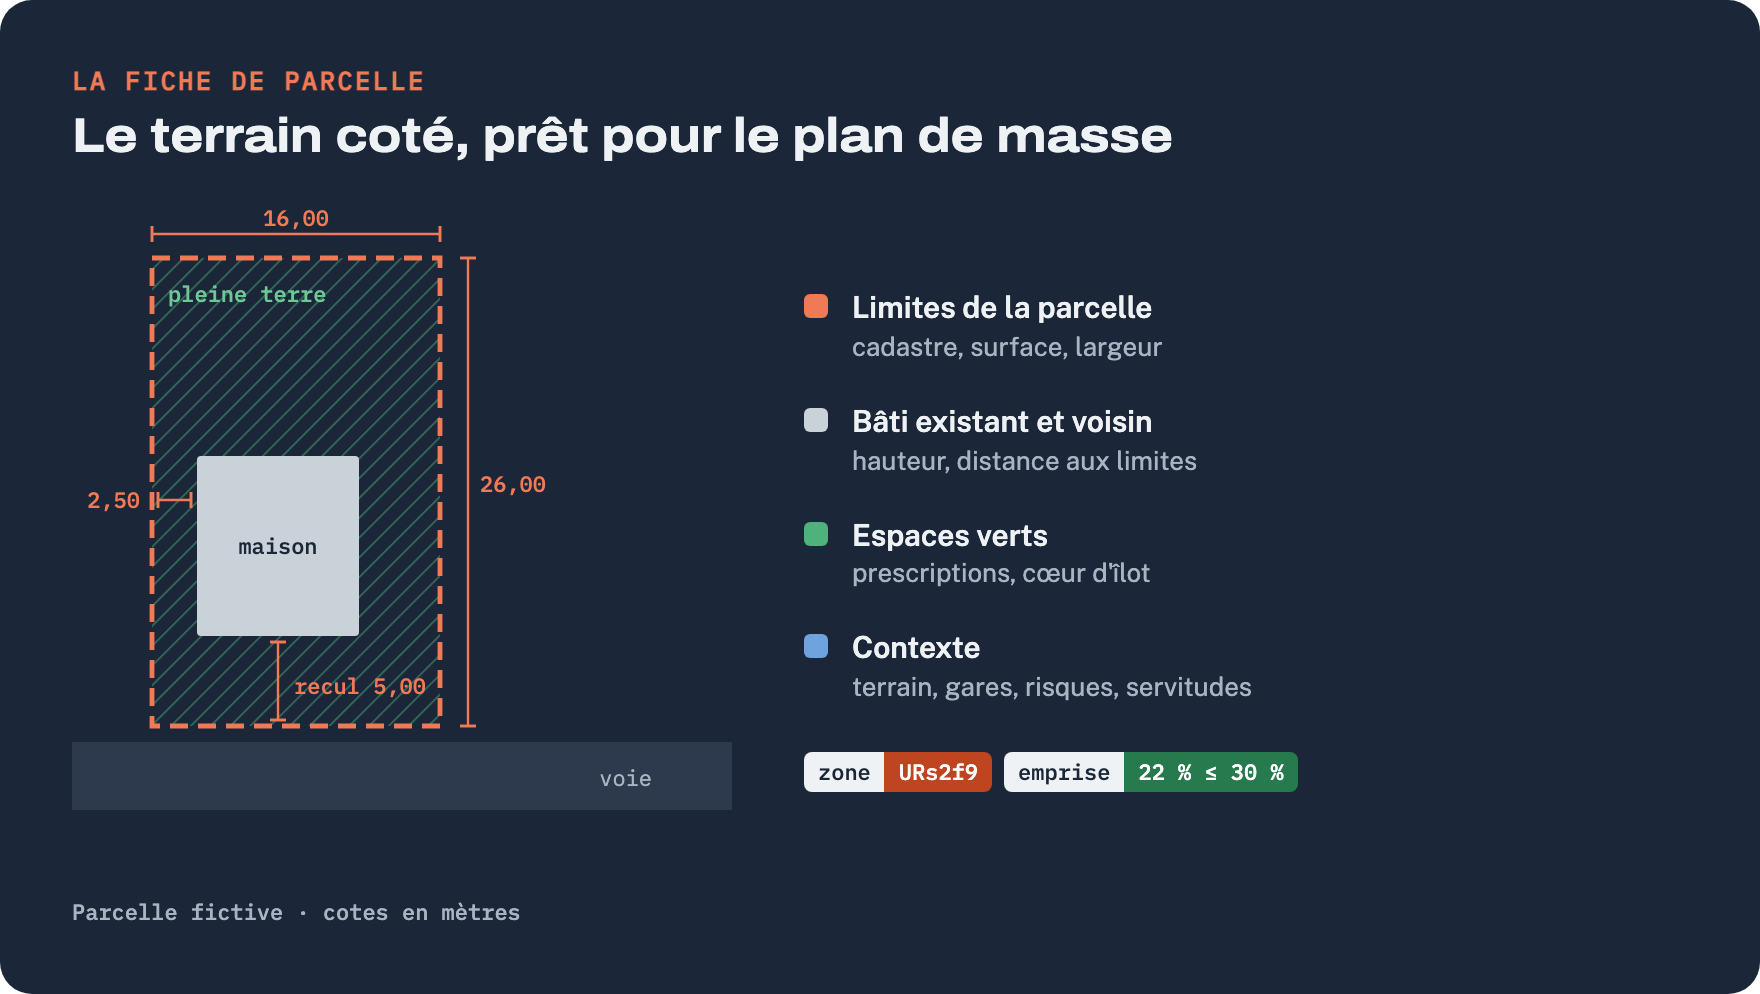 LA FICHE DE PARCELLE
Le terrain coté, prêt pour le plan de masse
16,00
pleine terre
26,00
2,50
maison
recul 5,00
voie
Limites de la parcelle
cadastre, surface, largeur
Bâti existant et voisin
hauteur, distance aux limites
Espaces verts
prescriptions, cœur d'îlot
Contexte
terrain, gares, risques, servitudes
zone URs2f9 emprise 22 % ≤ 30 %
Parcelle fictive · cotes en mètres